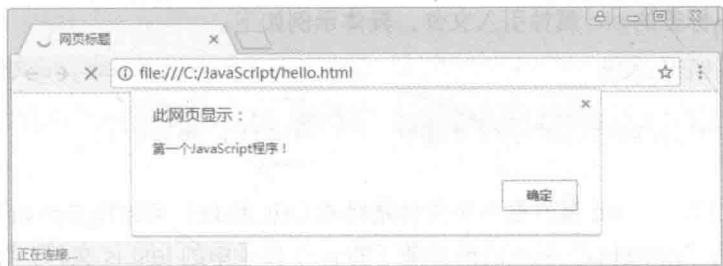 网页标题
file:///C:/JavaScript/hello.html
此网页显示：
第一个JavaScript程序！
确定
正在连接...